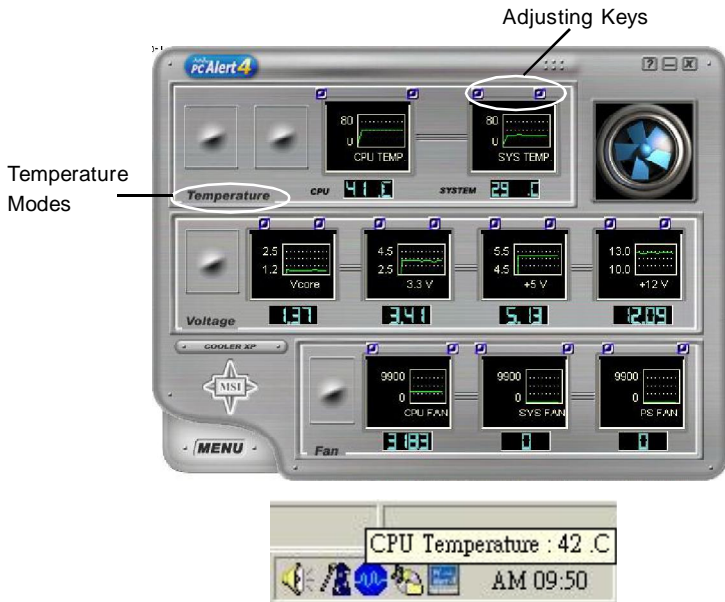 Adjusting Keys
PC Alert 4
? — X
80
U
CPU TEMP.
80
U
SYS TEMP.
Temperature
Modes
Temperature
CPU 41 .C
SYSTEM 29 .C
2.5
1.2
Vcore
4.5
2.5
3.3 V
5.5
4.5
+5 V
13.0
10.0
+12 V
Voltage
1.37
3.41
5.13
12.09
COOLER XP
MSI
MENU
9900
0
CPU FAN
9900
0
SYS FAN
9900
0
PS FAN
Fan
3183
0
0
CPU Temperature : 42 .C
AM 09:50